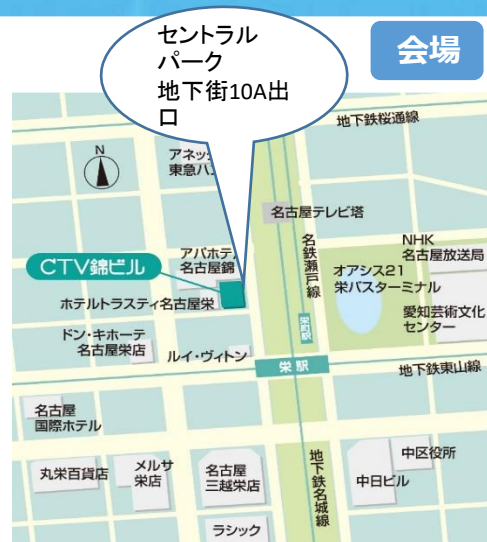 セントラル
パーク
地下街10A出
口
会場
地下鉄桜通線
N
アネッ
東急ハ
名古屋テレビ塔
CTV錦ビル
アパホテ
名古屋錦
名鉄瀬戸線
NHK
名古屋放送局
オアシス21
栄バスターミナル
ホテルトラスティ名古屋栄
愛知芸術文化
センター
栄町駅
ドン・キホーテ
名古屋栄店
ルイ・ヴィトン
栄駅
地下鉄東山線
名古屋
国際ホテル
丸栄百貨店
メルサ
栄店
名古屋
三越栄店
地下鉄名城線
中日ビル
中区役所
ラシック